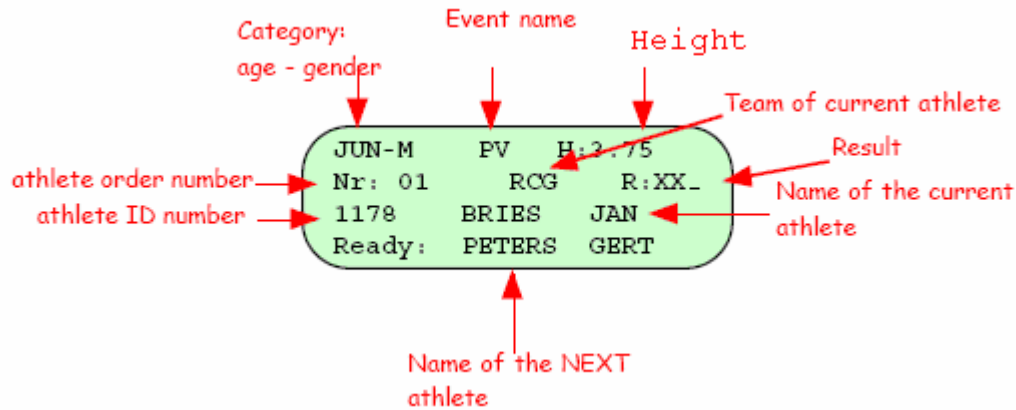 Category:
age - gender
Event name
Height
Team of current athlete
Result
Name of the current
athlete
athlete order number
athlete ID number
JUN-M PV H:3.75
Nr: 01 RCG R:XX_
1178 BRIES JAN
Ready: PETERS GERT
Name of the NEXT
athlete